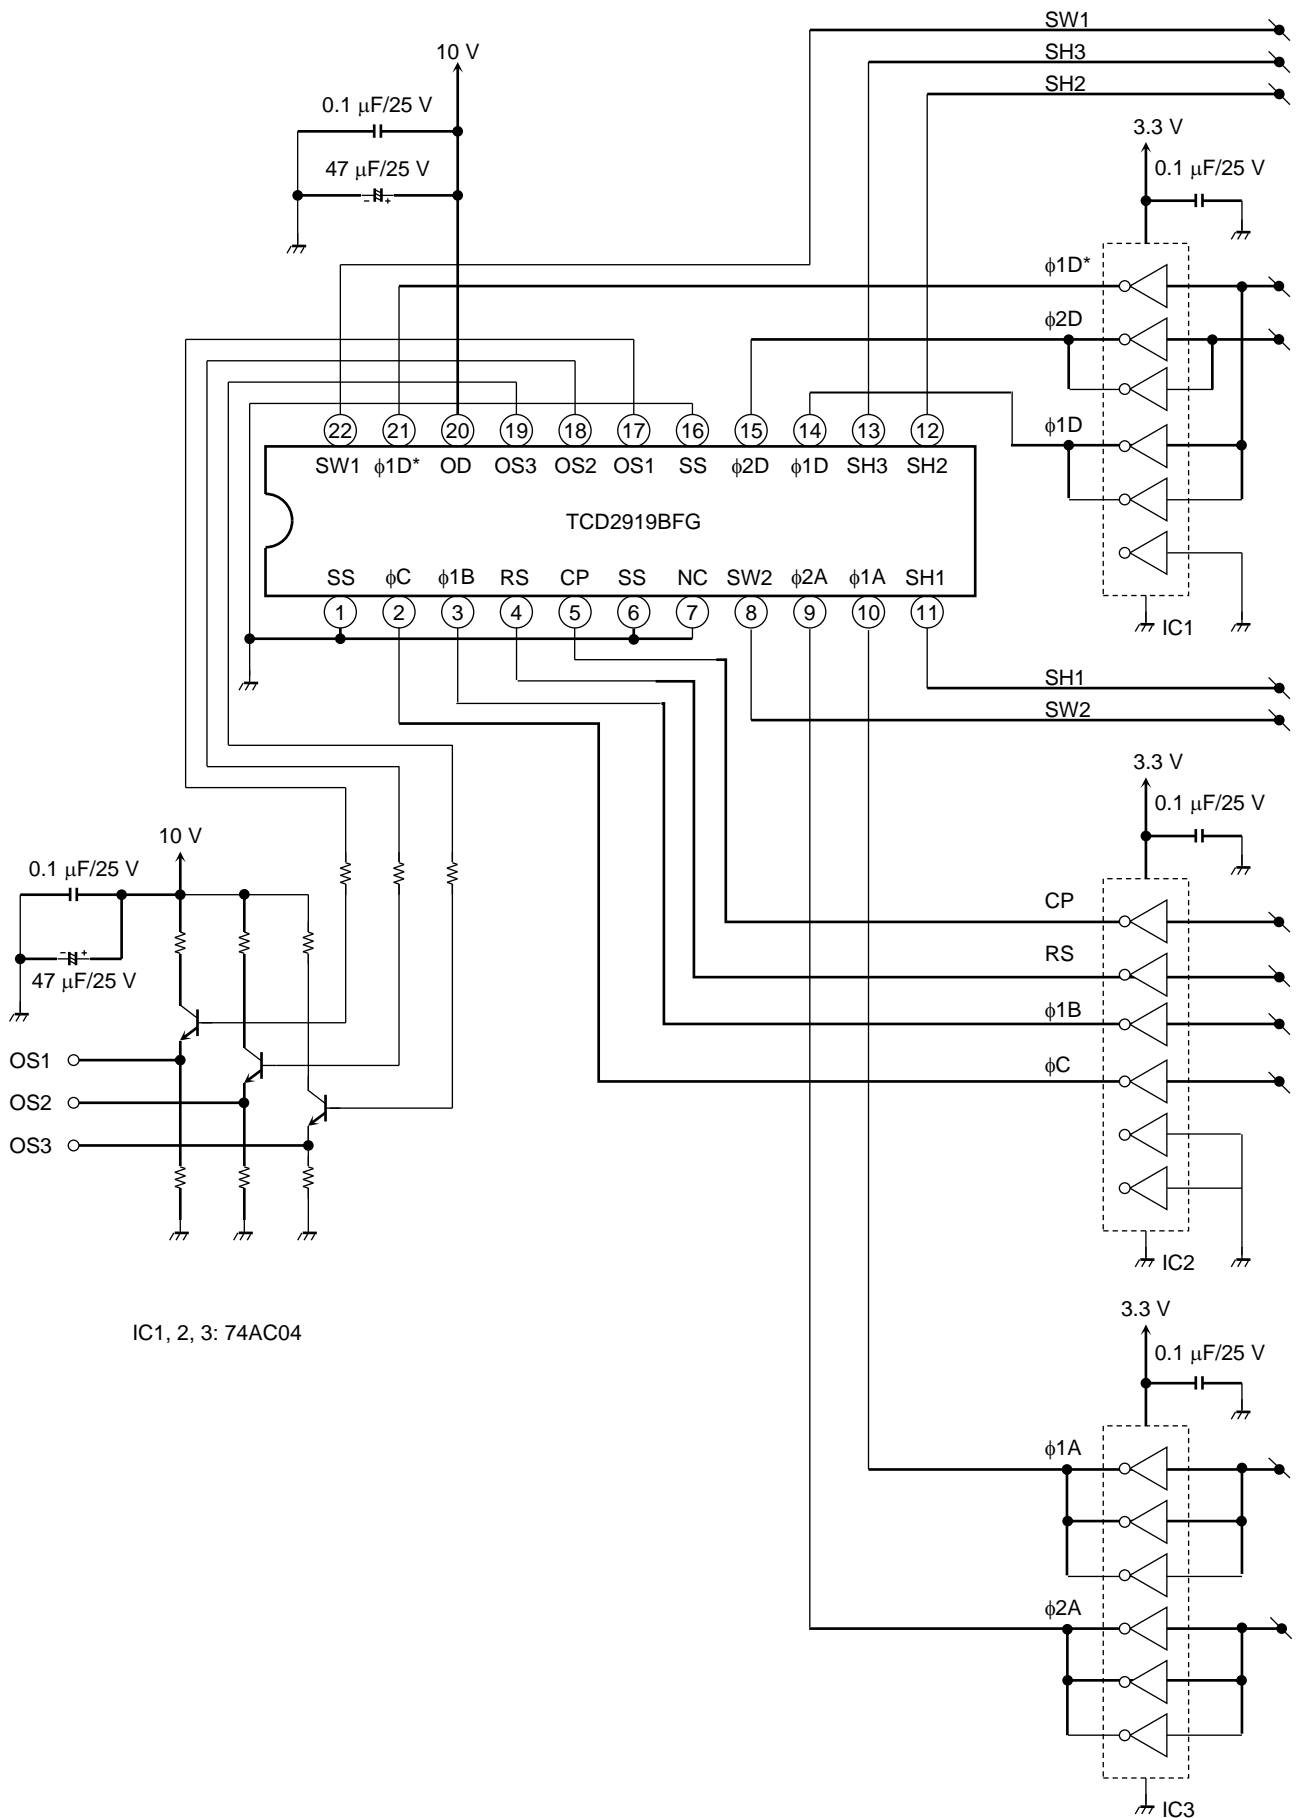 SW1
SH3
SH2
10 V
0.1 μF/25 V
47 μF/25 V
- +
3.3 V
0.1 μF/25 V
ϕ1D*
ϕ2D
ϕ1D
22 21 20 19 18 17 16 15 14 13 12
SW1 ϕ1D* OD OS3 OS2 OS1 SS ϕ2D ϕ1D SH3 SH2
TCD2919BFG
SS ϕC ϕ1B RS CP SS NC SW2 ϕ2A ϕ1A SH1
1 2 3 4 5 6 7 8 9 10 11
IC1
SH1
SW2
3.3 V
0.1 μF/25 V
10 V
0.1 μF/25 V
- +
47 μF/25 V
CP
RS
ϕ1B
ϕC
OS1
OS2
OS3
IC2
IC1, 2, 3: 74AC04
3.3 V
0.1 μF/25 V
ϕ1A
ϕ2A
IC3